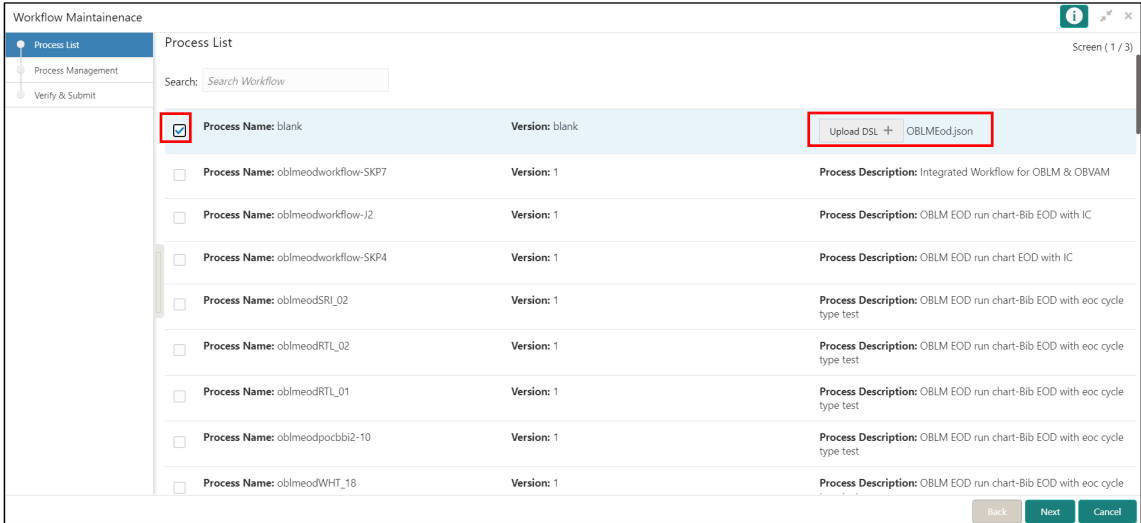 Workflow Maintainenace
Process List
Process Management
Verify & Submit
Process List
Screen ( 1 / 3)
Search: Search Workflow
Process Name: blank Version: blank Upload DSL + OBLMEod.json
Process Name: oblmeodworkflow-SKP7 Version: 1 Process Description: Integrated Workflow for OBLM & OBVAM
Process Name: oblmeodworkflow-J2 Version: 1 Process Description: OBLM EOD run chart-Bib EOD with IC
Process Name: oblmeodworkflow-SKP4 Version: 1 Process Description: OBLM EOD run chart EOD with IC
Process Name: oblmeodSRI_02 Version: 1 Process Description: OBLM EOD run chart-Bib EOD with eoc cycle
type test
Process Name: oblmeodRTL_02 Version: 1 Process Description: OBLM EOD run chart-Bib EOD with eoc cycle
type test
Process Name: oblmeodRTL_01 Version: 1 Process Description: OBLM EOD run chart-Bib EOD with eoc cycle
type test
Process Name: oblmeodpocbbi2-10 Version: 1 Process Description: OBLM EOD run chart-Bib EOD with eoc cycle
type test
Process Name: oblmeodWHT_18 Version: 1 Process Description: OBLM EOD run chart-Bib EOD with eoc cycle
Back Next Cancel